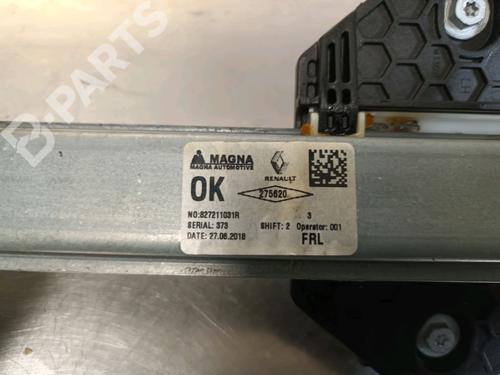 B-PARTS
MAGNA
MAGNA AUTOMOTIVE
RENAULT
OK
275620
NO:827211031R
3
SERIAL: 373
SHIFT: 2 Operator: 001
DATE: 27.06.2018
FRL